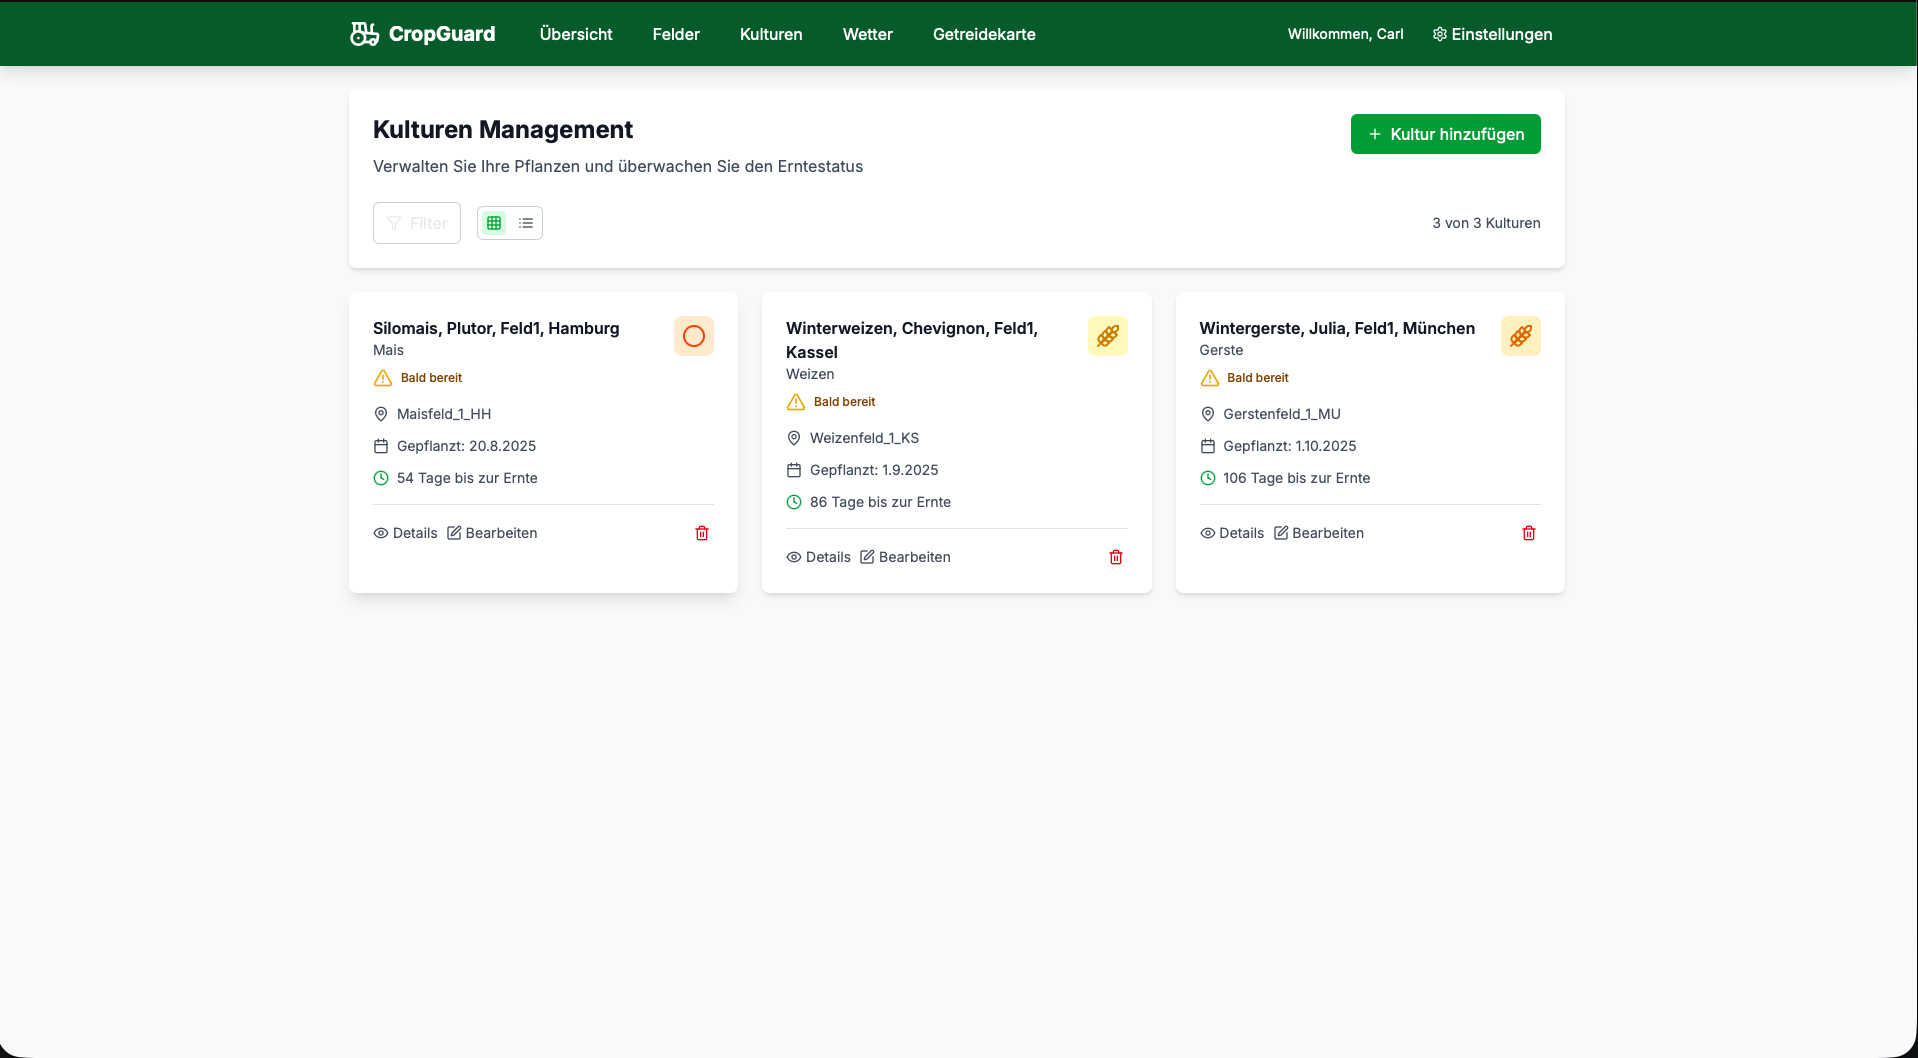 CropGuard
Übersicht
Felder
Kulturen
Wetter
Getreidekarte
Willkommen, Carl
Einstellungen
Kulturen Management
Kultur hinzufügen
Verwalten Sie Ihre Pflanzen und überwachen Sie den Erntestatus
Filter
3 von 3 Kulturen
Silomais, Plutor, Feld1, Hamburg
Mais
Bald bereit
Maisfeld_1_HH
Gepflanzt: 20.8.2025
54 Tage bis zur Ernte
Details
Bearbeiten
Winterweizen, Chevignon, Feld1,
Kassel
Weizen
Bald bereit
Weizenfeld_1_KS
Gepflanzt: 1.9.2025
86 Tage bis zur Ernte
Details
Bearbeiten
Wintergerste, Julia, Feld1, München
Gerste
Bald bereit
Gerstenfeld_1_MU
Gepflanzt: 1.10.2025
106 Tage bis zur Ernte
Details
Bearbeiten